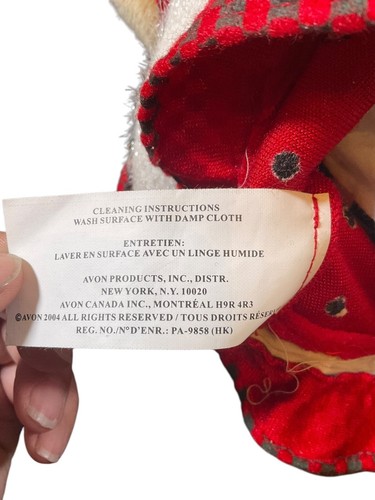 CLEANING INSTRUCTIONS
WASH SURFACE WITH DAMP CLOTH
ENTRETIEN:
LAVER EN SURFACE AVEC UN LINGE HUMIDE
AVON PRODUCTS, INC., DISTR.
NEW YORK, N.Y. 10020
AVON CANADA INC., MONTRÉAL H9R 4R3
©AVON 2004 ALL RIGHTS RESERVED / TOUS DROITS
REG. NO./N°D'ENR.: PA-9858 (HK)